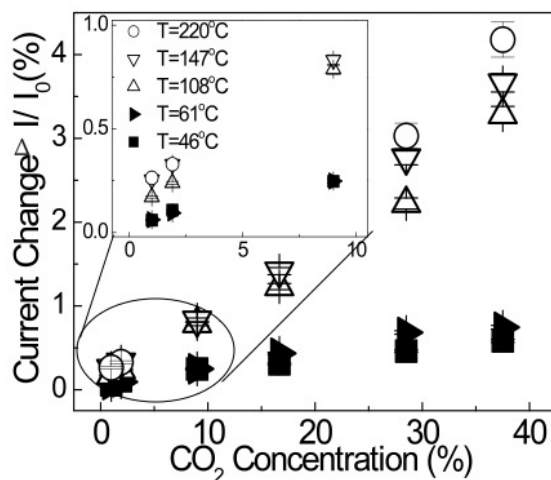 1.0
0.5
0.0
0
5
10
T=220°C
T=147°C
T=108°C
T=61°C
T=46°C
4
3
2
1
0
Current Change Δ I/ I₀(%)
0
10
20
30
40
CO₂ Concentration (%)